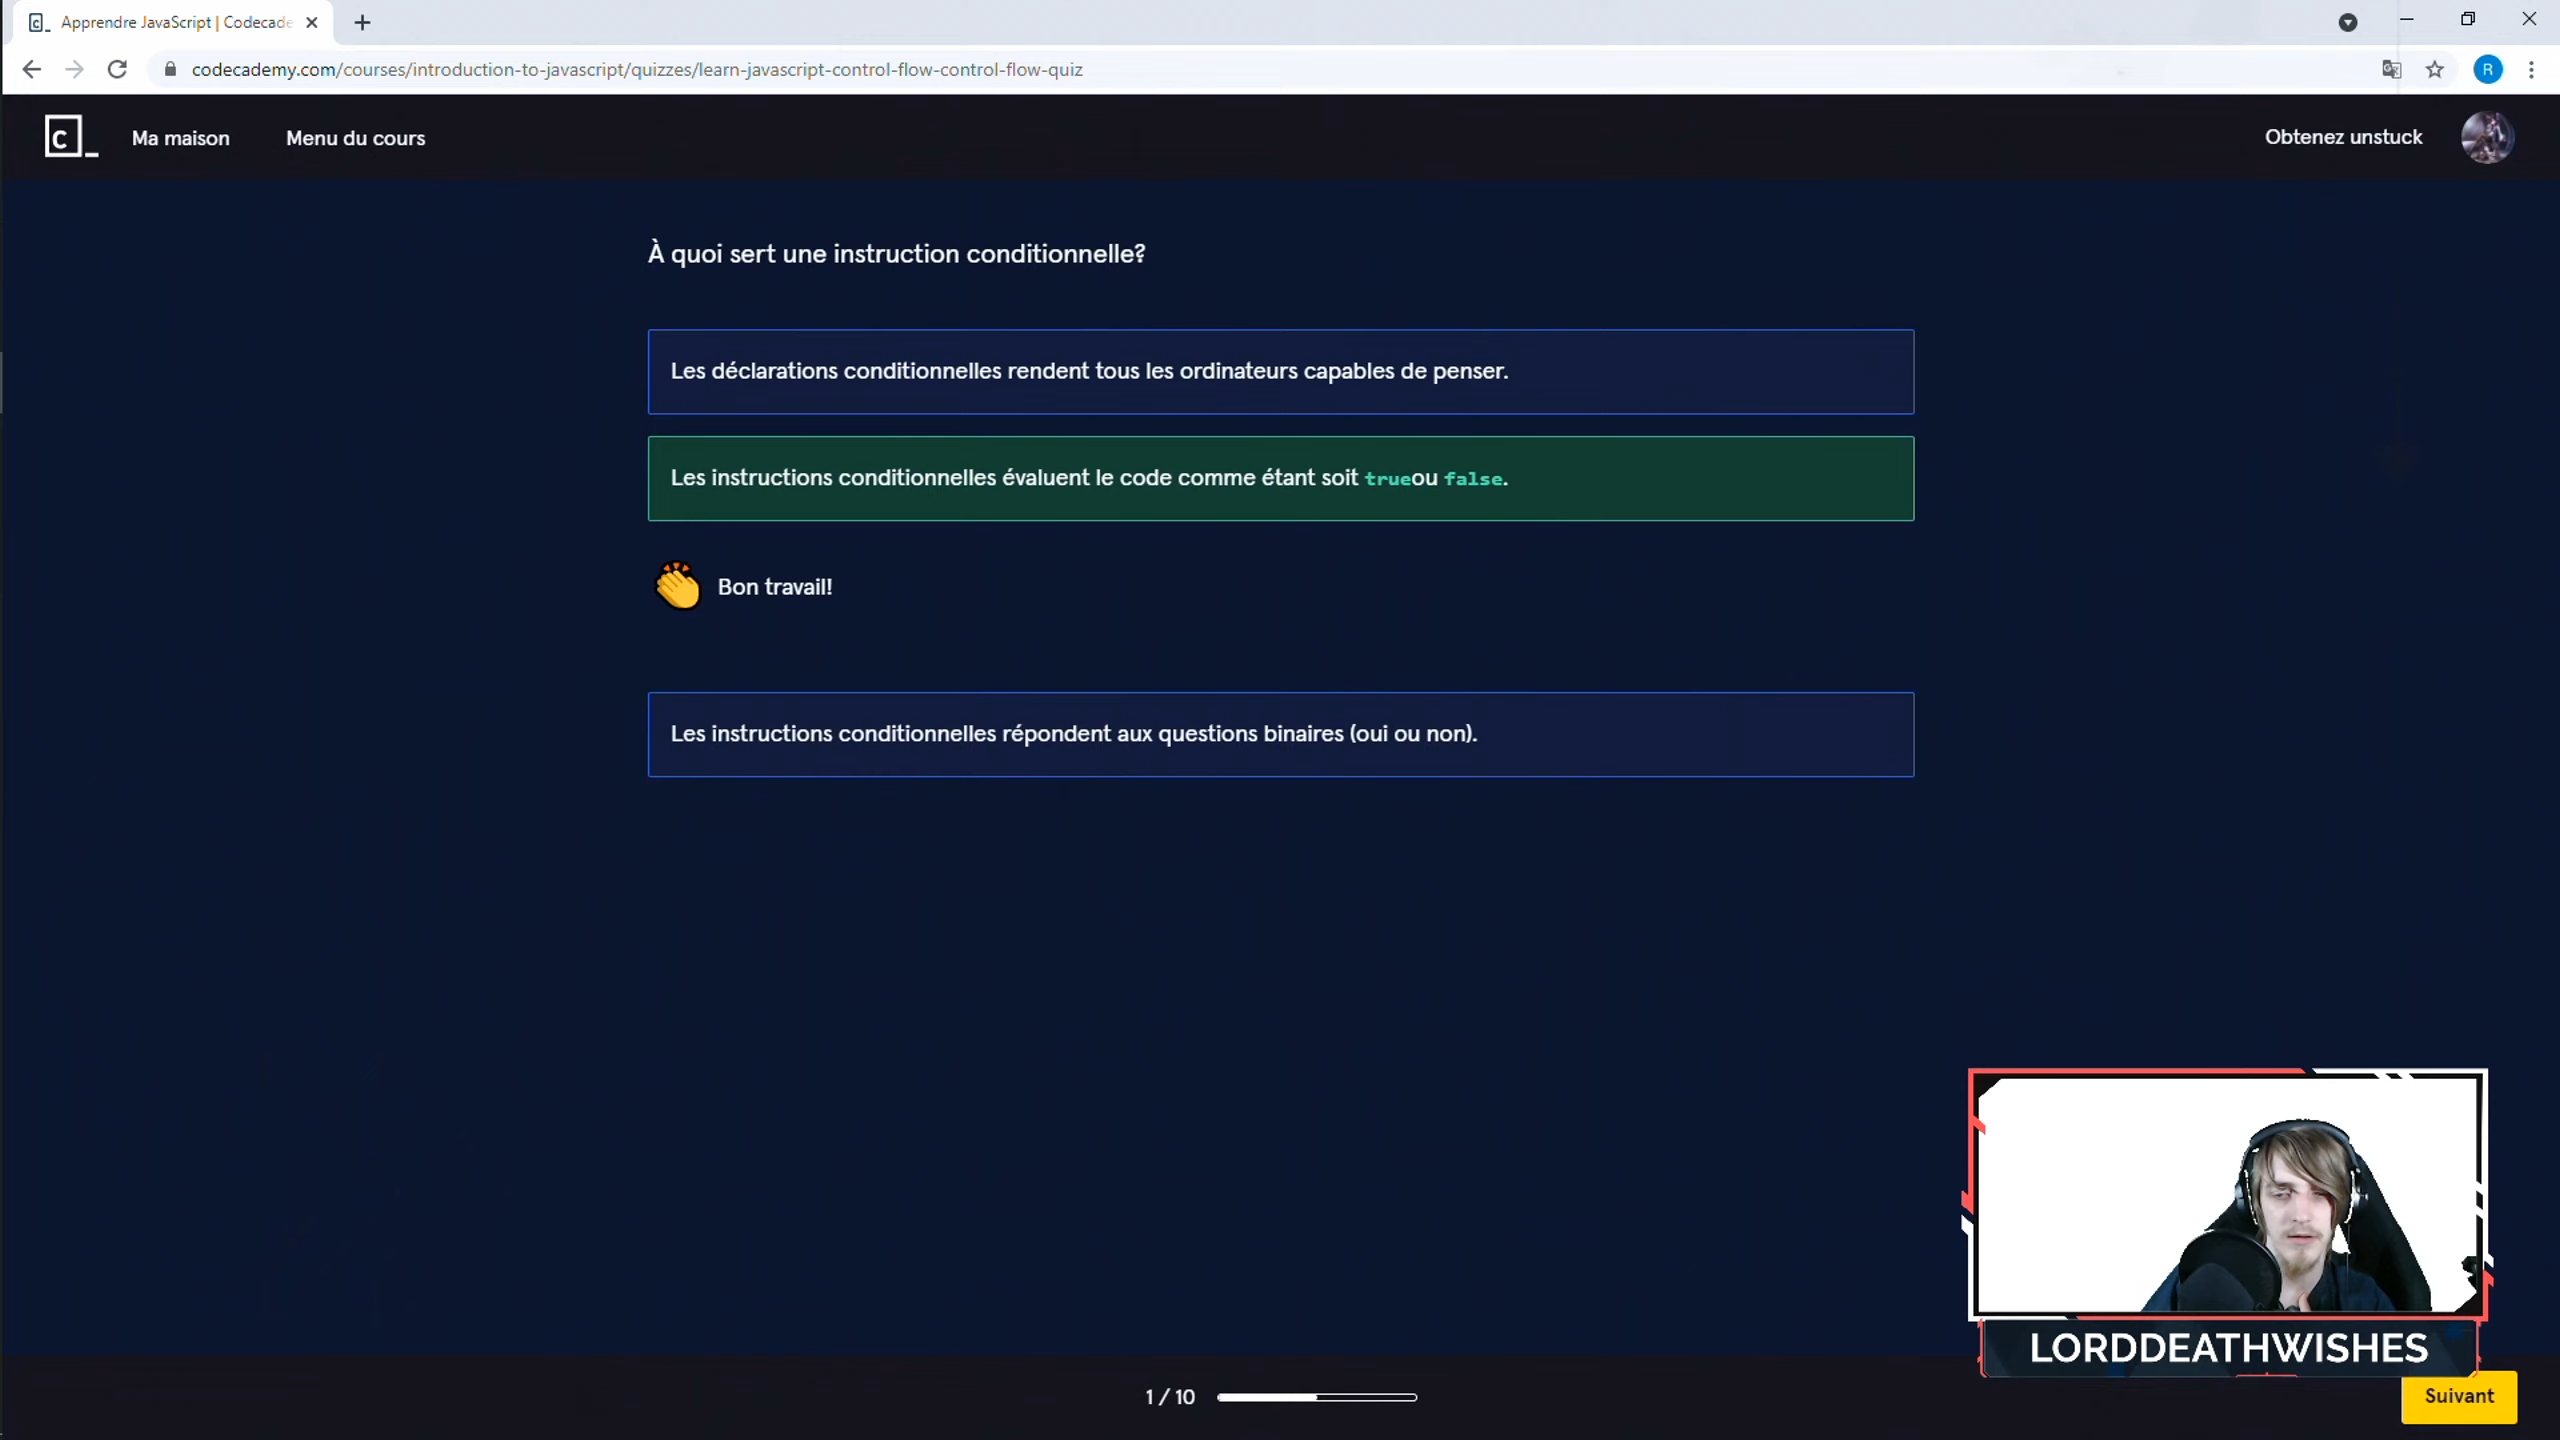 Apprendre JavaScript | Codecade
codecademy.com/courses/introduction-to-javascript/quizzes/learn-javascript-control-flow-control-flow-quiz
R
c_
Ma maison
Menu du cours
Obtenez unstuck
À quoi sert une instruction conditionnelle?
Les déclarations conditionnelles rendent tous les ordinateurs capables de penser.
Les instructions conditionnelles évaluent le code comme étant soit trueou false.
Bon travail!
Les instructions conditionnelles répondent aux questions binaires (oui ou non).
LORDDEATHWISHES
1 / 10
Suivant